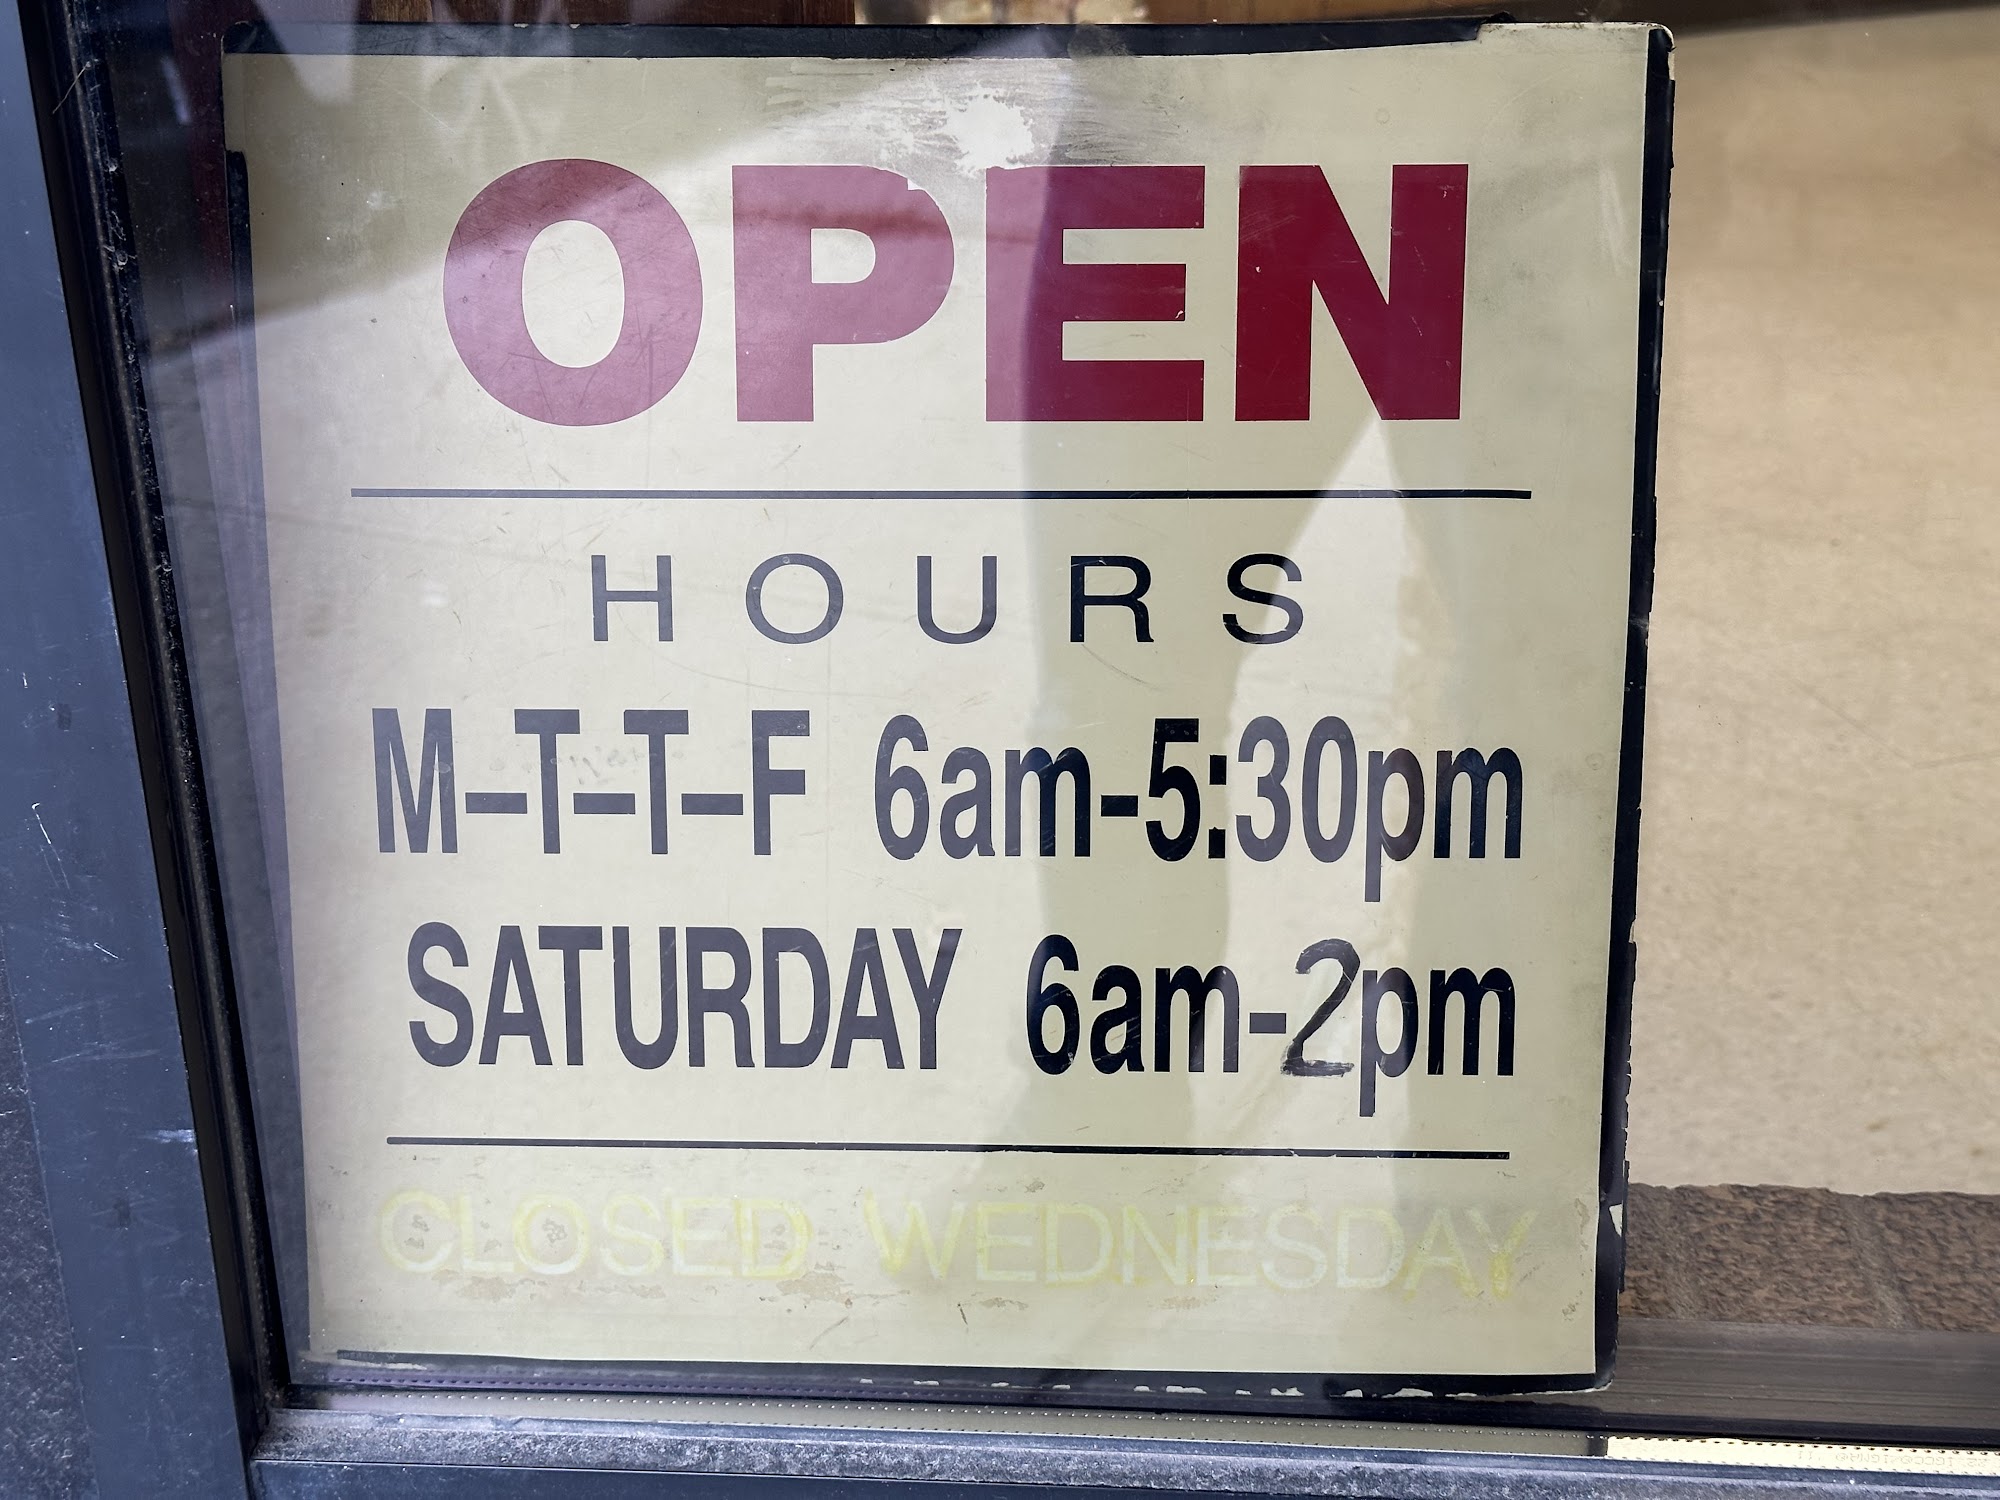 OPEN
HOURS
M-T-T-F 6am-5:30pm
SATURDAY 6am-2pm
CLOSED WEDNESDAY